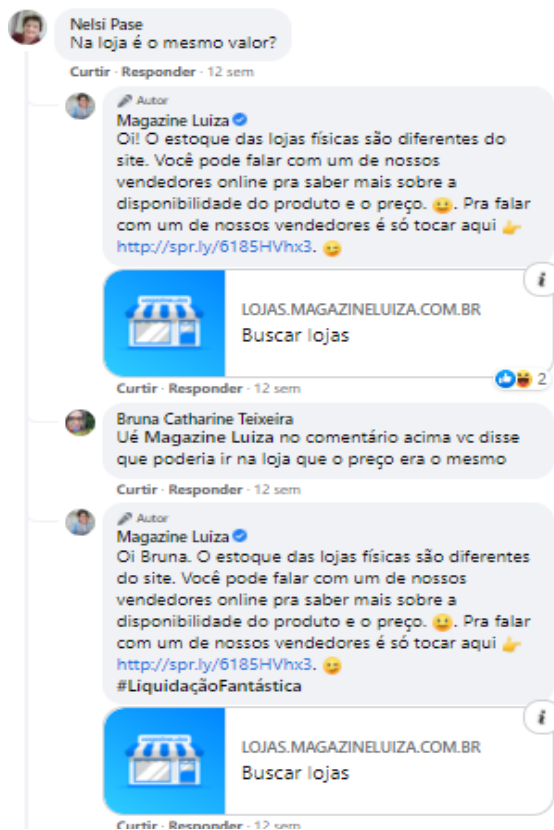 Nelsi Pase
Na loja é o mesmo valor?
Curtir · Responder · 12 sem
Autor
Magazine Luiza
Oi! O estoque das lojas físicas são diferentes do
site. Você pode falar com um de nossos
vendedores online pra saber mais sobre a
disponibilidade do produto e o preço. 😀. Pra falar
com um de nossos vendedores é só tocar aqui 👉
http://spr.ly/6185HVhx3. 😉
LOJAS.MAGAZINELUIZA.COM.BR
Buscar lojas
i
2
Curtir · Responder · 12 sem
Bruna Catharine Teixeira
Ué Magazine Luiza no comentário acima vc disse
que poderia ir na loja que o preço era o mesmo
Curtir · Responder · 12 sem
Autor
Magazine Luiza
Oi Bruna. O estoque das lojas físicas são diferentes
do site. Você pode falar com um de nossos
vendedores online pra saber mais sobre a
disponibilidade do produto e o preço. 😀. Pra falar
com um de nossos vendedores é só tocar aqui 👉
http://spr.ly/6185HVhx3. 😉
#LiquidaçãoFantástica
LOJAS.MAGAZINELUIZA.COM.BR
Buscar lojas
i
Curtir · Responder · 12 sem